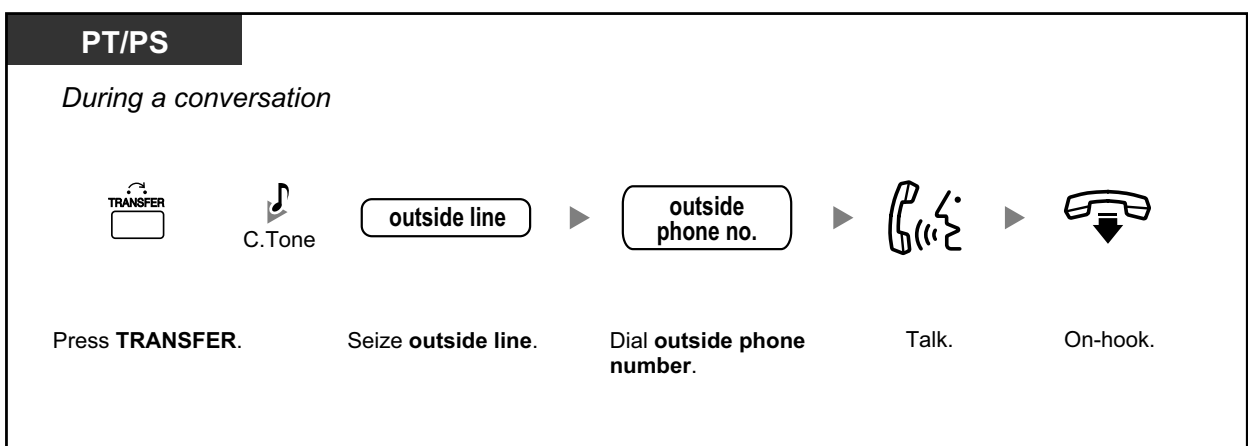 PT/PS
During a conversation
TRANSFER
C.Tone
outside line
outside
phone no.
Press TRANSFER.
Seize outside line.
Dial outside phone
number.
Talk.
On-hook.